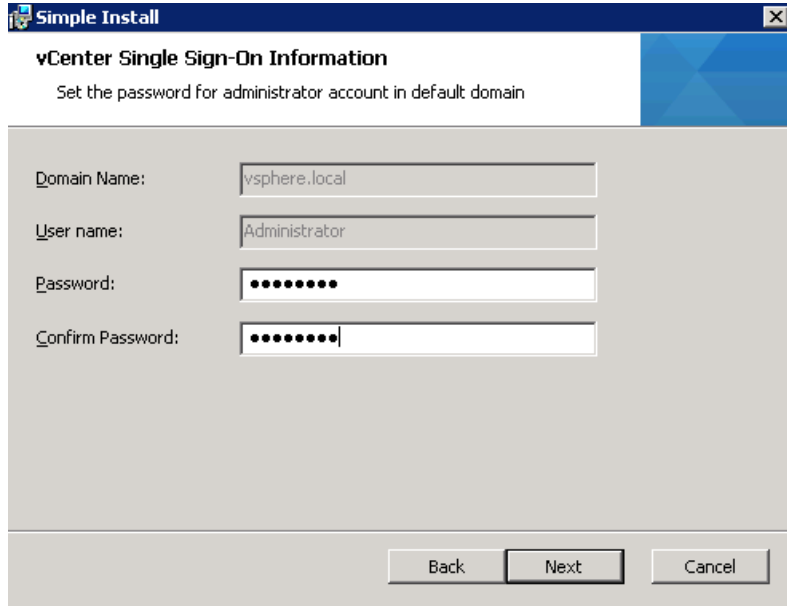 Simple Install
vCenter Single Sign-On Information
Set the password for administrator account in default domain
Domain Name: vsphere.local
User name: Administrator
Password: ••••••••
Confirm Password: ••••••••
Back Next Cancel